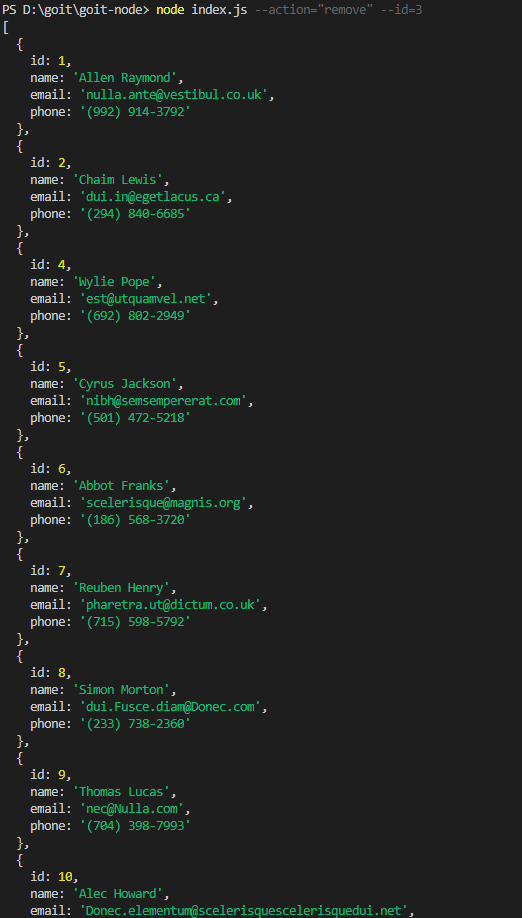 PS D:\goit\goit-node> node index.js --action="remove" --id=3
[
  {
    id: 1,
    name: 'Allen Raymond',
    email: 'nulla.ante@vestibul.co.uk',
    phone: '(992) 914-3792'
  },
  {
    id: 2,
    name: 'Chaim Lewis',
    email: 'dui.in@egetlacus.ca',
    phone: '(294) 840-6685'
  },
  {
    id: 4,
    name: 'Wylie Pope',
    email: 'est@utquamvel.net',
    phone: '(692) 802-2949'
  },
  {
    id: 5,
    name: 'Cyrus Jackson',
    email: 'nibh@semsempererat.com',
    phone: '(501) 472-5218'
  },
  {
    id: 6,
    name: 'Abbot Franks',
    email: 'scelerisque@magnis.org',
    phone: '(186) 568-3720'
  },
  {
    id: 7,
    name: 'Reuben Henry',
    email: 'pharetra.ut@dictum.co.uk',
    phone: '(715) 598-5792'
  },
  {
    id: 8,
    name: 'Simon Morton',
    email: 'dui.Fusce.diam@Donec.com',
    phone: '(233) 738-2360'
  },
  {
    id: 9,
    name: 'Thomas Lucas',
    email: 'nec@Nulla.com',
    phone: '(704) 398-7993'
  },
  {
    id: 10,
    name: 'Alec Howard',
    email: 'Donec.elementum@scelerisquescelerisquedui.net',